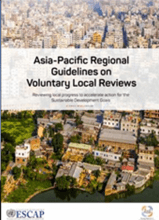 Asia-Pacific Regional
Guidelines on
Voluntary Local Reviews
Reviewing local progress to accelerate action for the
Sustainable Development Goals
ESCAP